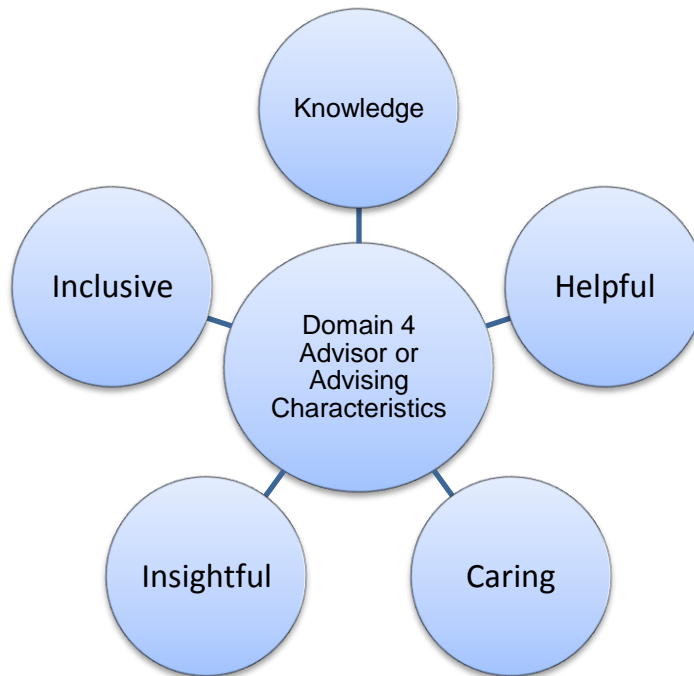 Knowledge
Inclusive
Helpful
Domain 4
Advisor or
Advising
Characteristics
Insightful
Caring